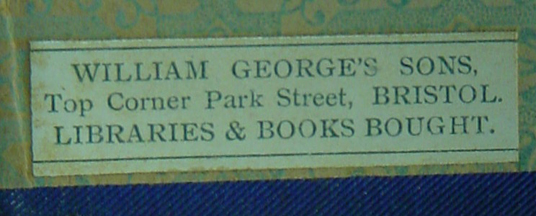 WILLIAM GEORGE'S SONS,
Top Corner Park Street, BRISTOL.
LIBRARIES & BOOKS BOUGHT.